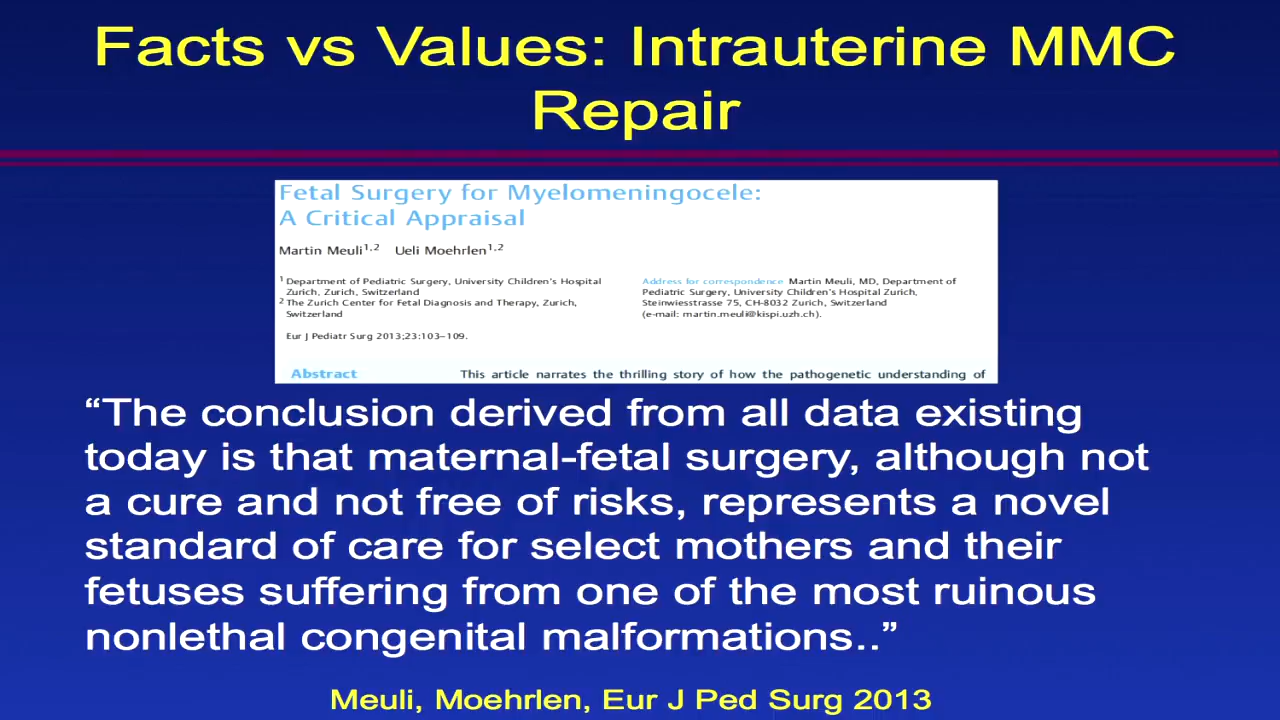 Facts vs Values: Intrauterine MMC
Repair
Fetal Surgery for Myelomeningocele:
A Critical Appraisal
Martin Meuli1,2 Ueli Moehrlen1,2
1 Department of Pediatric Surgery, University Children's Hospital
Zurich, Zurich, Switzerland
2 The Zurich Center for Fetal Diagnosis and Therapy, Zurich,
Switzerland
Eur J Pediatr Surg 2013;23:103–109.
Address for correspondence Martin Meuli, MD, Department of
Pediatric Surgery, University Children's Hospital Zurich,
Steinwiesstrasse 75, CH-8032 Zurich, Switzerland
(e-mail: martin.meuli@kispi.uzh.ch).
Abstract This article narrates the thrilling story of how the pathogenetic understanding of
“The conclusion derived from all data existing
today is that maternal-fetal surgery, although not
a cure and not free of risks, represents a novel
standard of care for select mothers and their
fetuses suffering from one of the most ruinous
nonlethal congenital malformations..”
Meuli, Moehrlen, Eur J Ped Surg 2013